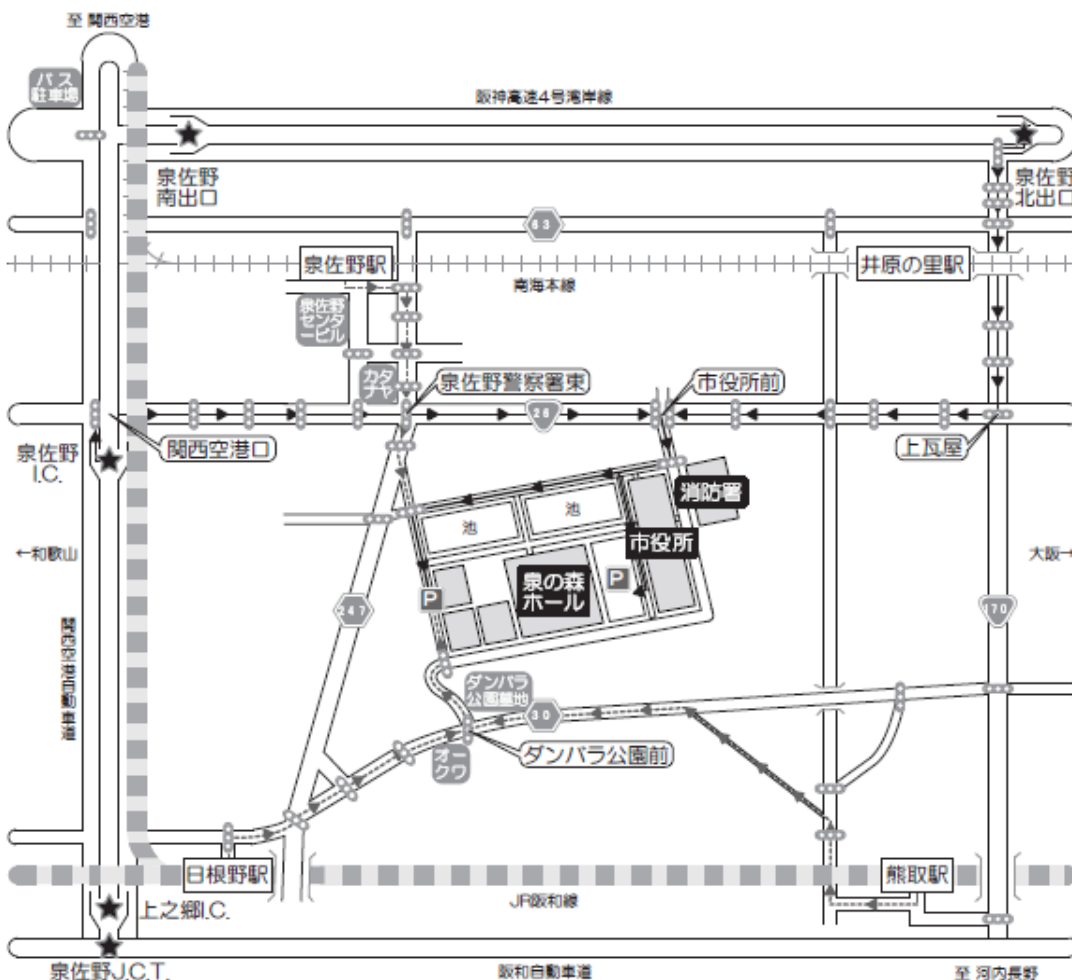 至 関西空港
バス
駐車場
阪神高速4号湾岸線
泉佐野
南出口
泉佐野
北出口
63
泉佐野駅
井原の里駅
南海本線
泉佐野
センタ
ービル
カタ
ナヤ
泉佐野警察署東
市役所前
26
関西空港口
上瓦屋
泉佐野
I.C.
消防署
池
池
市役所
←和歌山
大阪→
泉の森
ホール
P
P
247
170
関西空港自動車道
ダンバラ
公園墓地
30
オー
クワ
ダンバラ公園前
日根野駅
熊取駅
上之郷I.C.
JR阪和線
泉佐野J.C.T.
阪和自動車道
至 河内長野